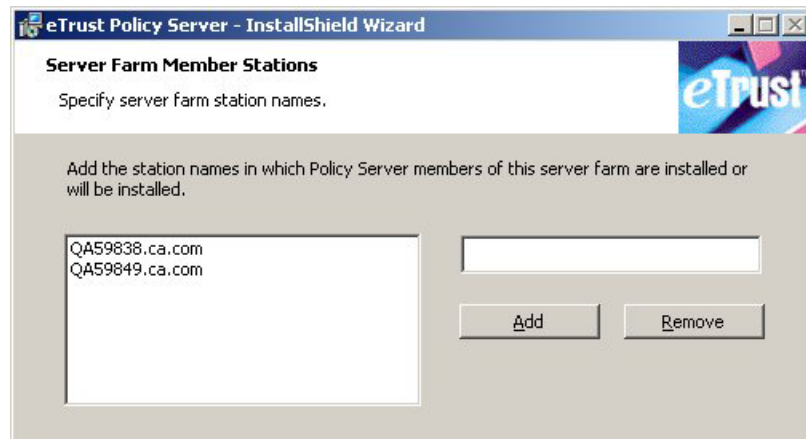 eTrust Policy Server - InstallShield Wizard
Server Farm Member Stations
Specify server farm station names.
eTrust
Add the station names in which Policy Server members of this server farm are installed or
will be installed.
QA59838.ca.com
QA59849.ca.com
Add
Remove